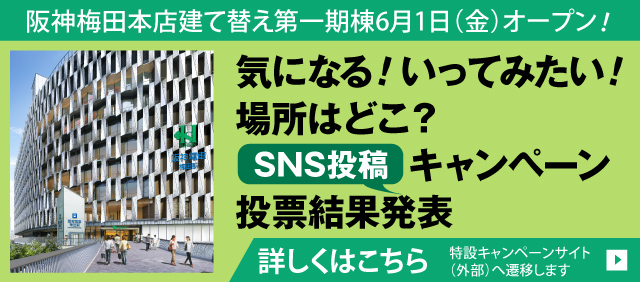 阪神梅田本店建て替え第一期棟6月1日（金）オープン！
気になる！いってみたい！
場所はどこ？
SNS投稿 キャンペーン
投票結果発表
詳しくはこちら
特設キャンペーンサイト
（外部）へ遷移します
阪神梅田